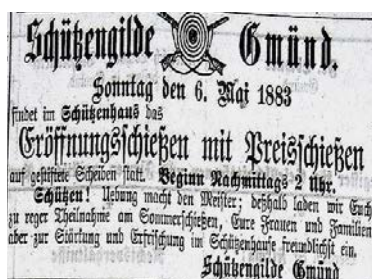 Schützengilde Gmünd.
Sonntag den 6. Mai 1883
findet im Schützenhaus das
Eröffnungsschießen mit Preisschießen
auf gestiftete Scheiben statt. Beginn Nachmittags 2 Uhr.
Schützen! Uebung macht den Meister; deßhalb laden wir Euch
zu reger Theilnahme am Sommerschießen, Eure Frauen und Familien
aber zur Stärkung und Erfrischung im Schützenhause freundlichst ein.
Schützengilde Gmünd.